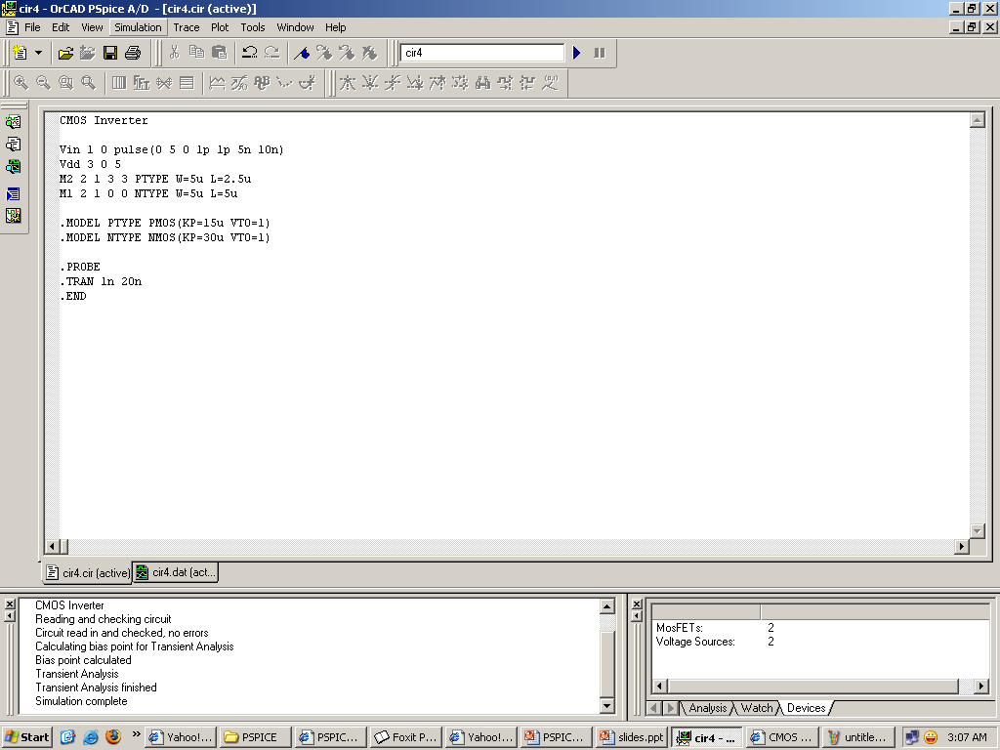 cir4 - OrCAD PSpice A/D - [cir4.cir (active)]
File Edit View Simulation Trace Plot Tools Window Help
cir4
CMOS Inverter
Vin 1 0 pulse(0 5 0 1p 1p 5n 10n)
Vdd 3 0 5
M2 2 1 3 3 PTYPE W=5u L=2.5u
M1 2 1 0 0 NTYPE W=5u L=5u
.MODEL PTYPE PMOS(KP=15u VTO=1)
.MODEL NTYPE NMOS(KP=30u VTO=1)
.PROBE
.TRAN 1n 20n
.END
cir4.cir (active) cir4.dat (act...
CMOS Inverter
Reading and checking circuit
Circuit read in and checked, no errors
Calculating bias point for Transient Analysis
Bias point calculated
Transient Analysis
Transient Analysis finished
Simulation complete
MosFETs: 2
Voltage Sources: 2
Analysis Watch Devices
Start Yahoo!... PSPICE PSPIC... Foxit P... Yahoo!... PSPIC... slides.ppt cir4 - ... CMOS ... untitle... 3:07 AM